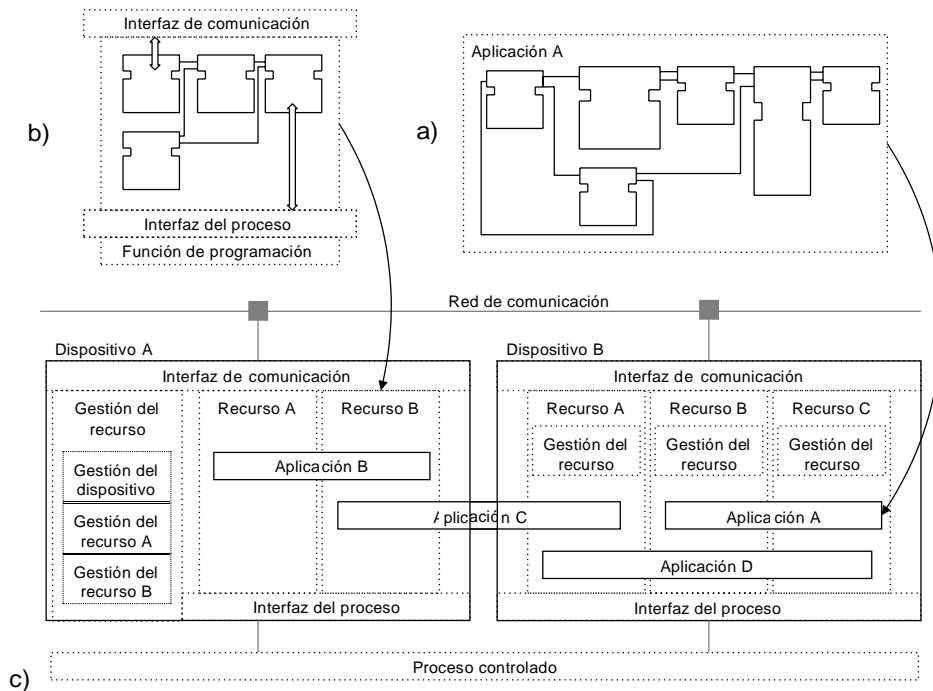 Interfaz de comunicación
b)
Interfaz del proceso
Función de programación
Aplicación A
a)
Red de comunicación
Dispositivo A
Interfaz de comunicación
Gestión del
recurso
Recurso A
Recurso B
Gestión del
dispositivo
Gestión del
recurso A
Gestión del
recurso B
Aplicación B
Aplicación C
Interfaz del proceso
Dispositivo B
Interfaz de comunicación
Recurso A
Recurso B
Recurso C
Gestión del
recurso
Gestión del
recurso
Gestión del
recurso
Aplicación A
Aplicación D
Interfaz del proceso
Proceso controlado
c)